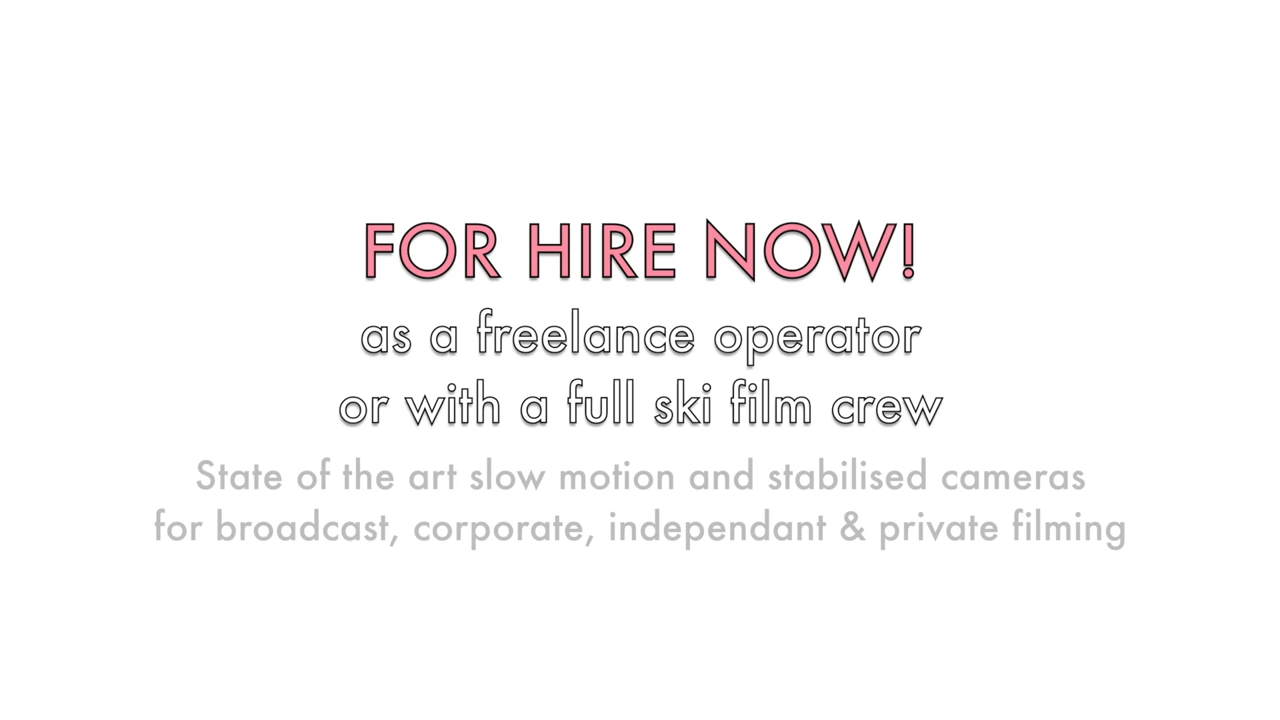 FOR HIRE NOW!
as a freelance operator
or with a full ski film crew
State of the art slow motion and stabilised cameras
for broadcast, corporate, independant & private filming